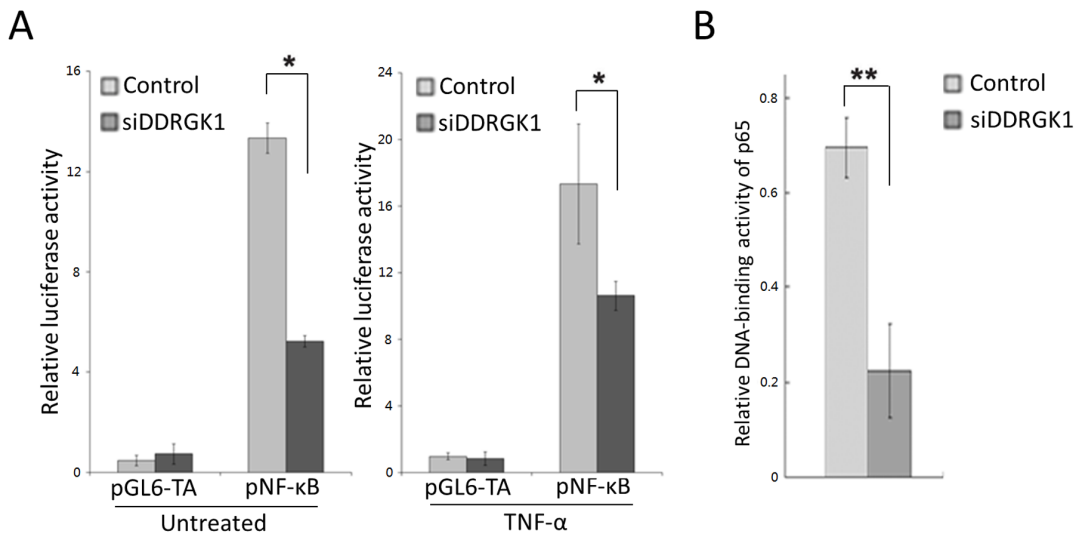 A
Relative luciferase activity
16
12
8
4
0
Control
siDDRGK1
*
pGL6-TA
pNF-κB
Untreated
Relative luciferase activity
24
20
16
12
8
4
0
Control
siDDRGK1
*
pGL6-TA
pNF-κB
TNF-α
B
Relative DNA-binding activity of p65
0.8
0.6
0.4
0.2
0
**
Control
siDDRGK1